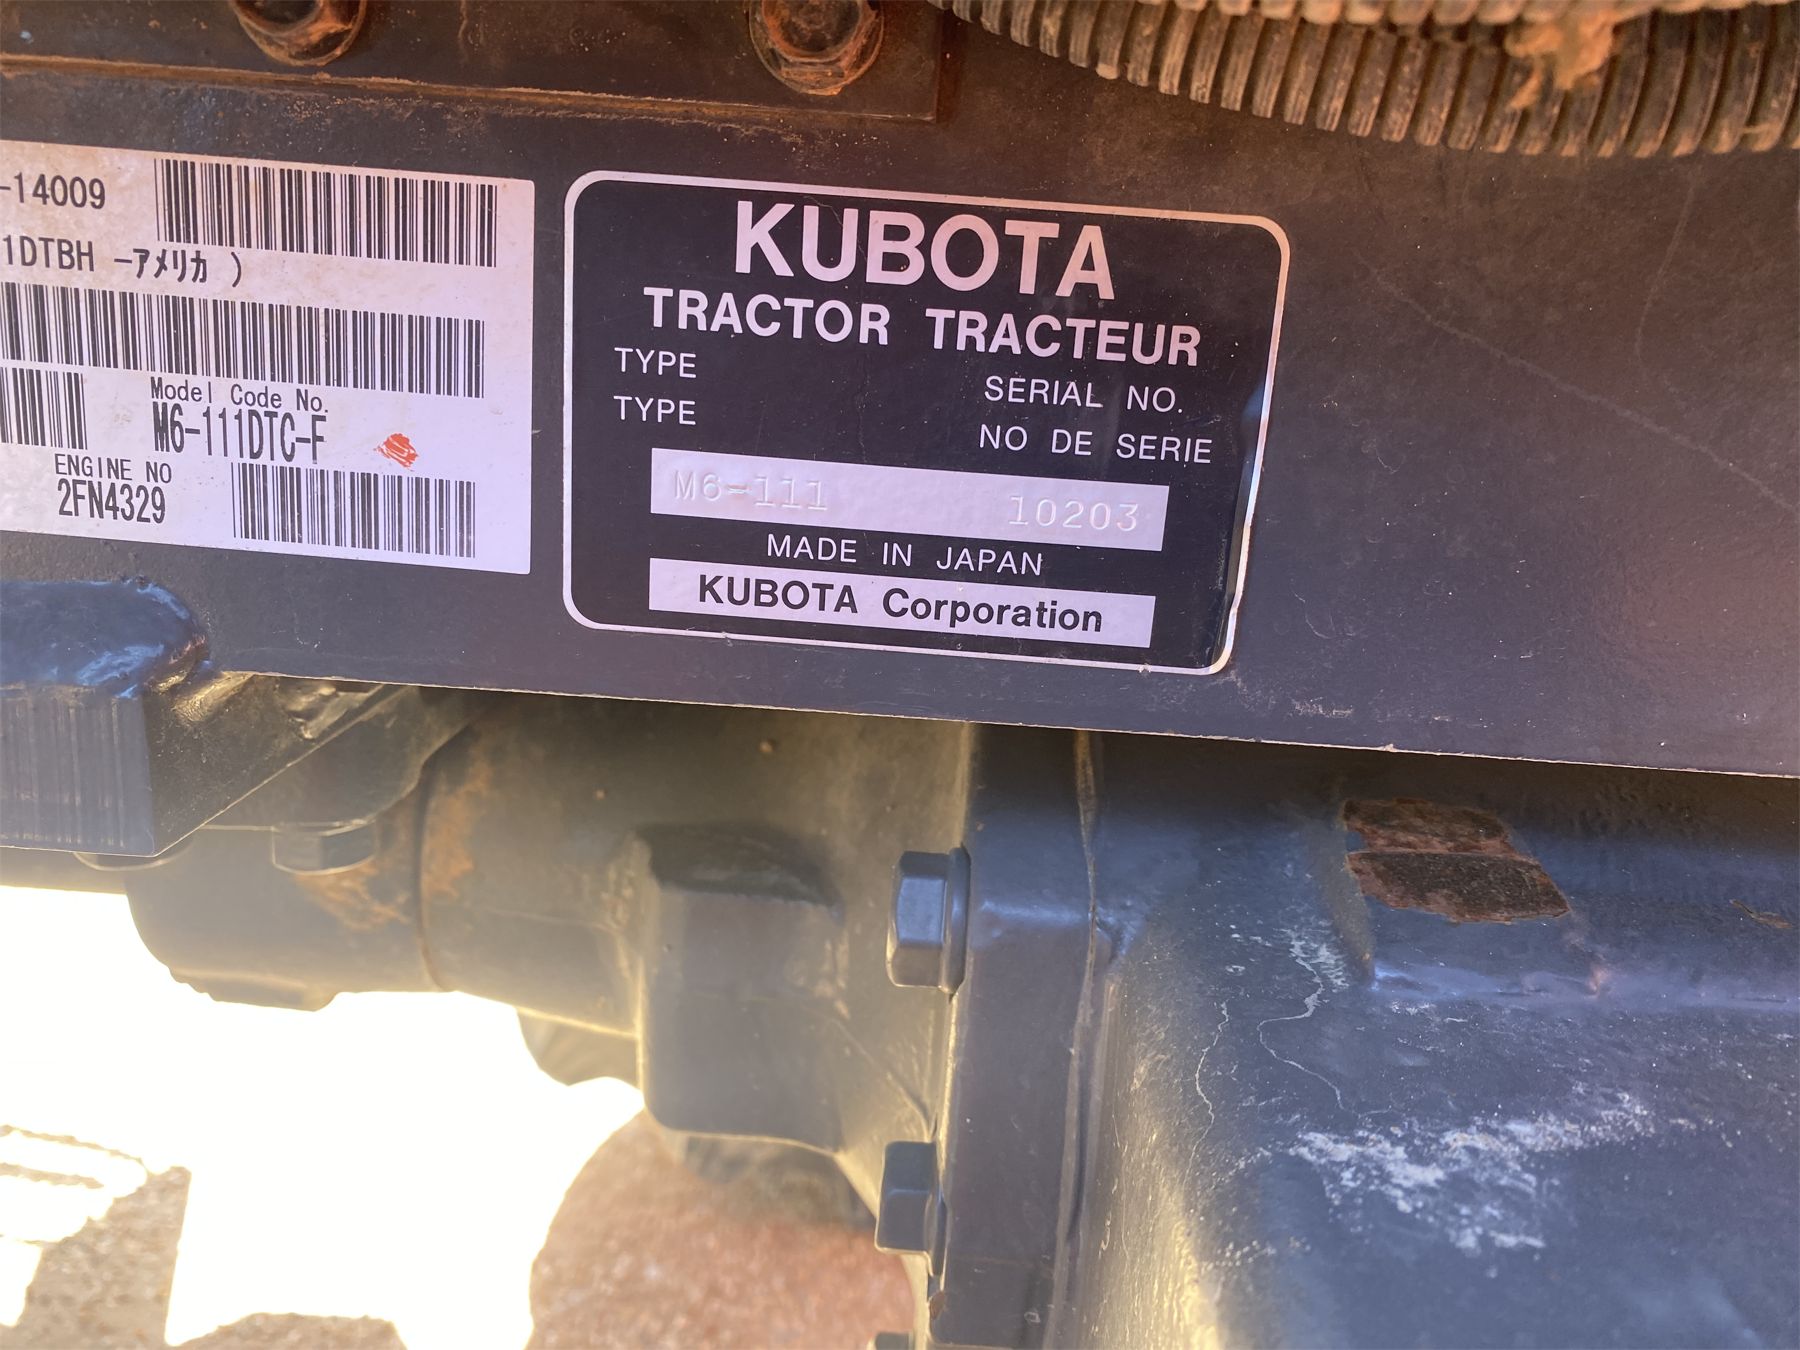 -14009
1DTBH -アメリカ )
Model Code No.
M6-111DTC-F
ENGINE NO
2FN4329
KUBOTA
TRACTOR TRACTEUR
TYPE SERIAL NO.
TYPE NO DE SERIE
M6-111 10203
MADE IN JAPAN
KUBOTA Corporation